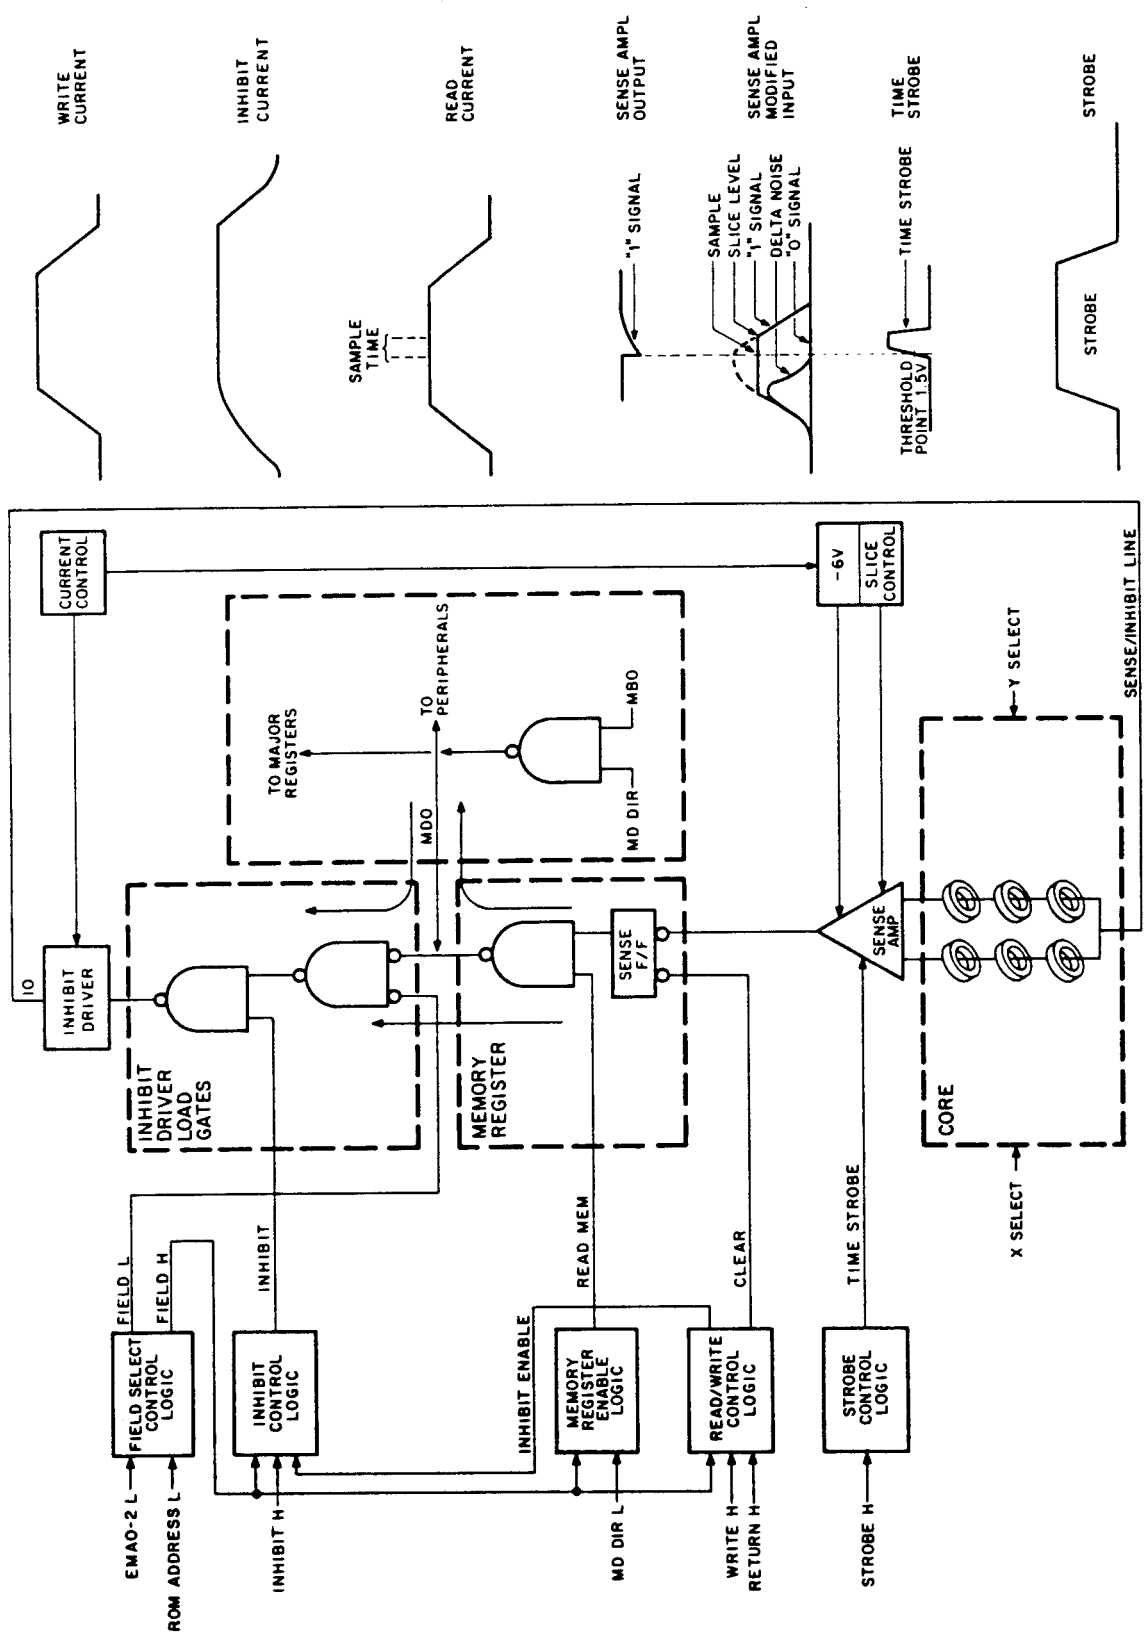 EMA0-2 L
ROM ADDRESS L
FIELD SELECT
CONTROL
LOGIC
FIELD L
FIELD H
INHIBIT H
INHIBIT
CONTROL
LOGIC
INHIBIT
INHIBIT ENABLE
MD DIR L
MEMORY
REGISTER
ENABLE
LOGIC
READ MEM
WRITE H
RETURN H
READ/WRITE
CONTROL
LOGIC
CLEAR
STROBE H
STROBE
CONTROL
LOGIC
TIME STROBE
X SELECT
CORE
Y SELECT
SENSE/INHIBIT LINE
INHIBIT
DRIVER
LOAD
GATES
MEMORY
REGISTER
SENSE
F/F
SENSE
AMP
INHIBIT
DRIVER
IO
CURRENT
CONTROL
MDO
TO MAJOR
REGISTERS
TO
PERIPHERALS
MD DIR
MBO
-6V
SLICE
CONTROL
WRITE
CURRENT
INHIBIT
CURRENT
SAMPLE
TIME
READ
CURRENT
"1" SIGNAL
SENSE AMPL
OUTPUT
SAMPLE
SLICE LEVEL
"1" SIGNAL
DELTA NOISE
"0" SIGNAL
SENSE AMPL
MODIFIED
INPUT
THRESHOLD
POINT 1.5V
TIME STROBE
TIME
STROBE
STROBE
STROBE